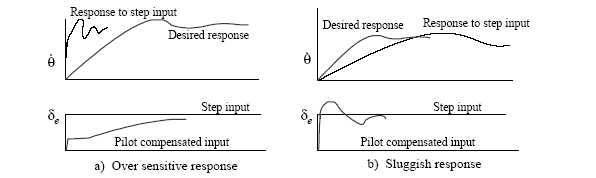 Response to step input
Desired response
θ̇
Step input
δe
Pilot compensated input
a) Over sensitive response
Desired response
Response to step input
θ̇
Step input
δe
Pilot compensated input
b) Sluggish response